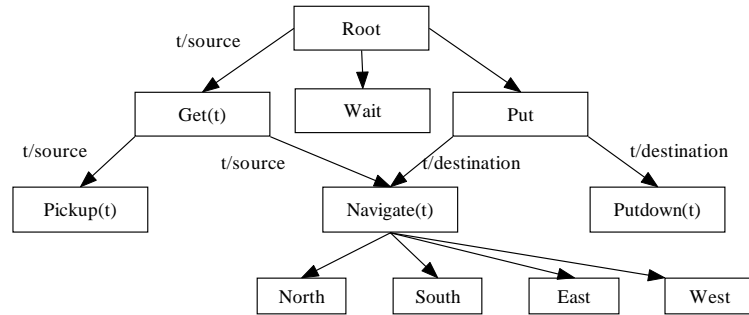 Root
t/source
Get(t)
Wait
Put
t/source
t/source
t/destination
t/destination
Pickup(t)
Navigate(t)
Putdown(t)
North
South
East
West